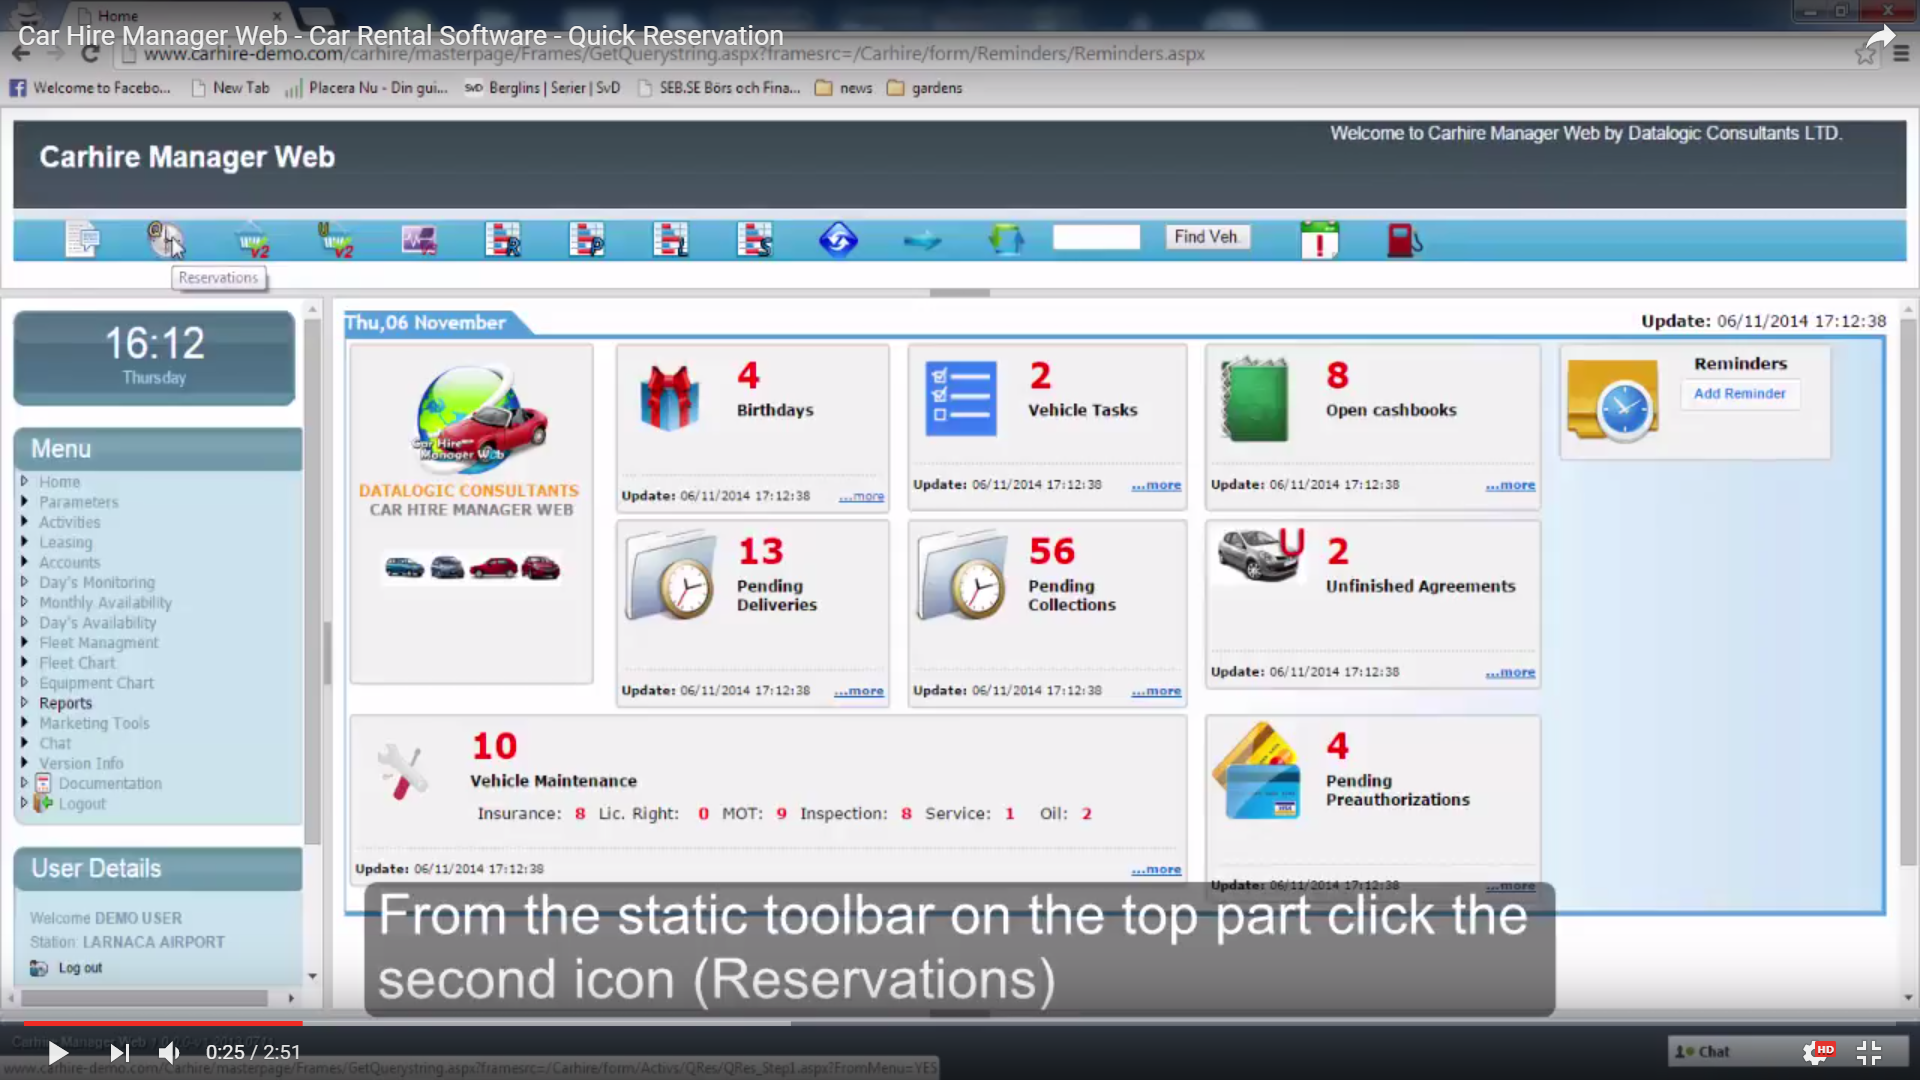 Home
Car Hire Manager Web - Car Rental Software - Quick Reservation
www.carhire-demo.com/carhire/masterpage/Frames/GetQuerystring.aspx?framesrc=/Carhire/form/Reminders/Reminders.aspx
Welcome to Facebo... New Tab Placera Nu - Din gui... SvD Berglins | Serier | SvD SEB.SE Börs och Fina... news gardens
Welcome to Carhire Manager Web by Datalogic Consultants LTD.
Carhire Manager Web
@ V2 U V2 R P L S Find Veh. !
Reservations
16:12
Thursday
Menu
Home
Parameters
Activities
Leasing
Accounts
Day's Monitoring
Monthly Availability
Day's Availability
Fleet Managment
Fleet Chart
Equipment Chart
Reports
Marketing Tools
Chat
Version Info
Documentation
Logout
User Details
Welcome DEMO USER
Station: LARNACA AIRPORT
Log out
Thu,06 November
Update: 06/11/2014 17:12:38
Car Hire
Manager Web
DATALOGIC CONSULTANTS
CAR HIRE MANAGER WEB
4
Birthdays
Update: 06/11/2014 17:12:38 ...more
2
Vehicle Tasks
Update: 06/11/2014 17:12:38 ...more
8
Open cashbooks
Update: 06/11/2014 17:12:38 ...more
Reminders
Add Reminder
13
Pending
Deliveries
Update: 06/11/2014 17:12:38 ...more
56
Pending
Collections
Update: 06/11/2014 17:12:38 ...more
U
2
Unfinished Agreements
Update: 06/11/2014 17:12:38 ...more
10
Vehicle Maintenance
Insurance: 8 Lic. Right: 0 MOT: 9 Inspection: 8 Service: 1 Oil: 2
Update: 06/11/2014 17:12:38 ...more
4
Pending
Preauthorizations
VISA
Update: 06/11/2014 17:12:38 ...more
From the static toolbar on the top part click the
second icon (Reservations)
Carhire Manager Web
0:25 / 2:51
Chat
HD
www.carhire-demo.com/Carhire/masterpage/Frames/GetQuerystring.aspx?framesrc=/Carhire/form/Activs/QRes/QRes_Step1.aspx?FromMenu=YES